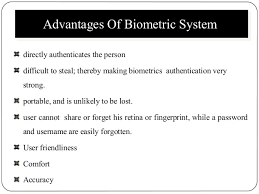 Advantages Of Biometric System
directly authenticates the person
difficult to steal; thereby making biometrics authentication very
strong.
portable, and is unlikely to be lost.
user cannot share or forget his retina or fingerprint, while a password
and username are easily forgotten.
User friendliness
Comfort
Accuracy